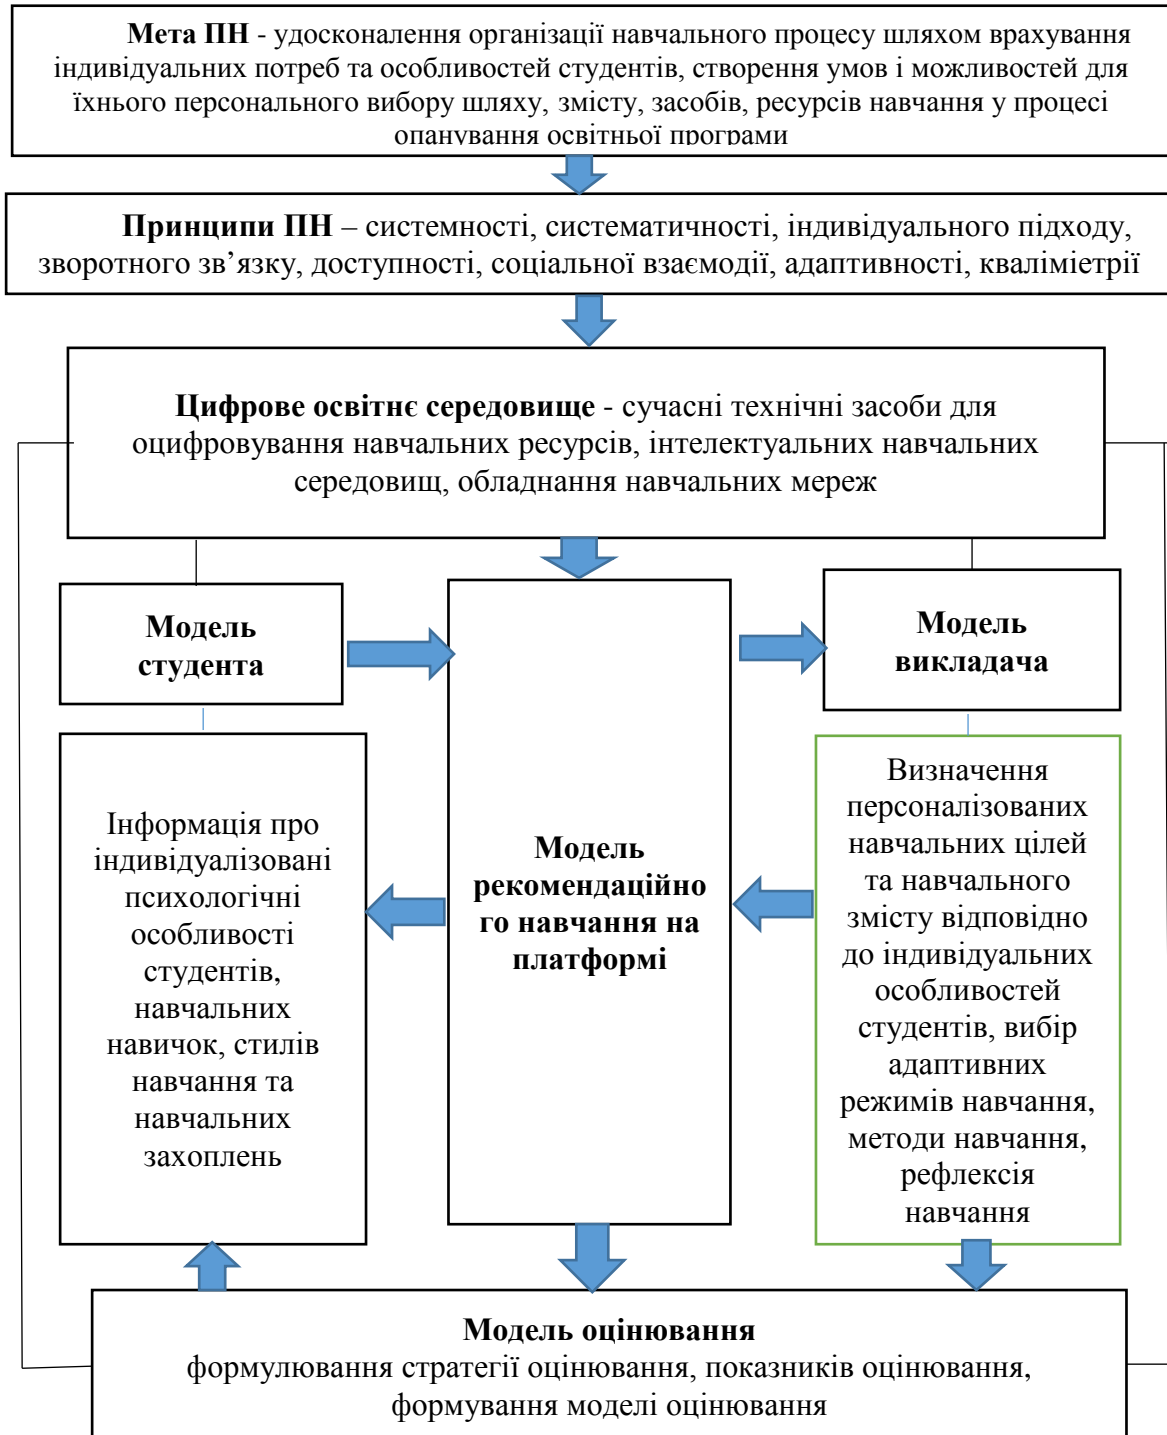 Мета ПН - удосконалення організації навчального процесу шляхом врахування
індивідуальних потреб та особливостей студентів, створення умов і можливостей для
їхнього персонального вибору шляху, змісту, засобів, ресурсів навчання у процесі
опанування освітньої програми
Принципи ПН – системності, систематичності, індивідуального підходу,
зворотного зв’язку, доступності, соціальної взаємодії, адаптивності, кваліметрії
Цифрове освітнє середовище - сучасні технічні засоби для
оцифровування навчальних ресурсів, інтелектуальних навчальних
середовищ, обладнання навчальних мереж
Модель
студента
Модель
викладача
Інформація про
індивідуалізовані
психологічні
особливості
студентів,
навчальних
навичок, стилів
навчання та
навчальних
захоплень
Модель
рекомендаційно
го навчання на
платформі
Визначення
персоналізованих
навчальних цілей
та навчального
змісту відповідно
до індивідуальних
особливостей
студентів, вибір
адаптивних
режимів навчання,
методи навчання,
рефлексія
навчання
Модель оцінювання
формулювання стратегії оцінювання, показників оцінювання,
формування моделі оцінювання